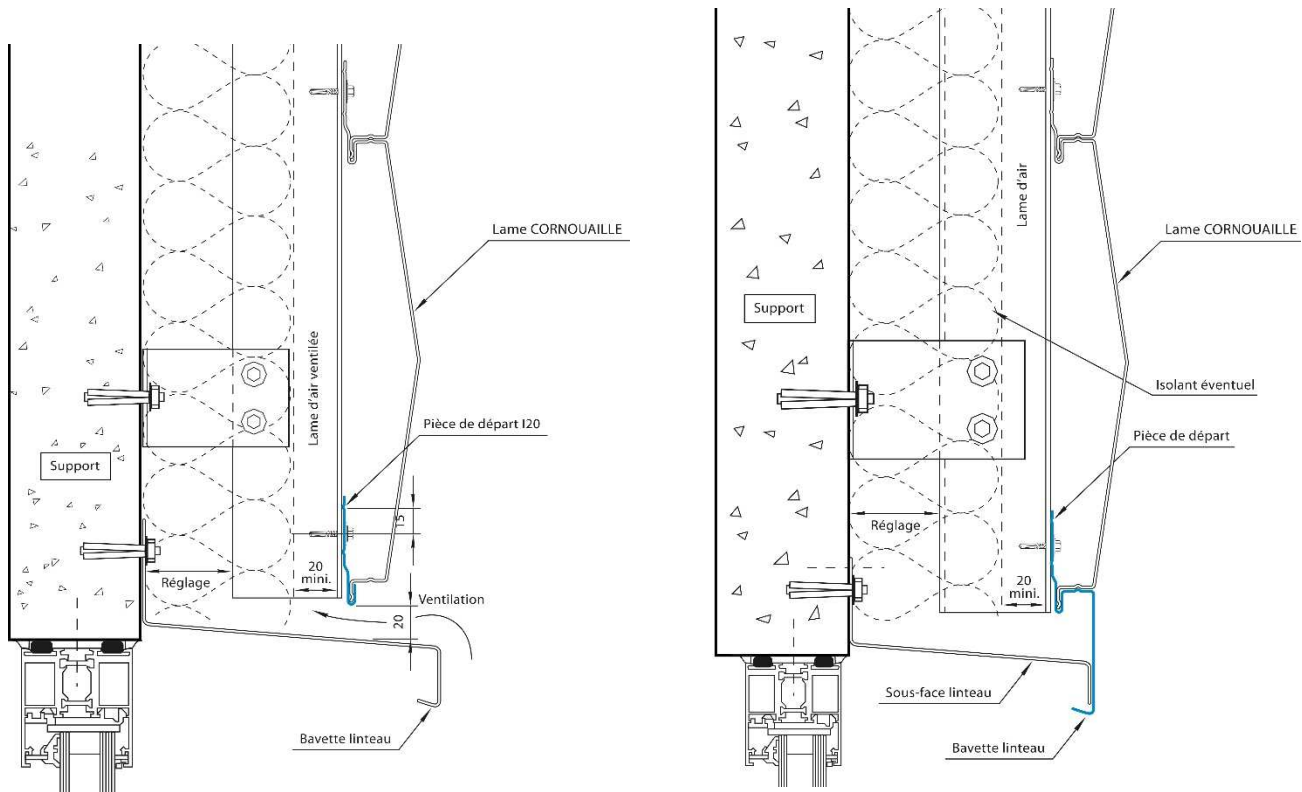 Lame CORNOUAILLE
Support
Lame d'air ventilée
Pièce de départ I20
15
Réglage
20
mini.
Ventilation
20
Bavette linteau
Lame d'air
Lame CORNOUAILLE
Support
Isolant éventuel
Pièce de départ
Réglage
20
mini.
Sous-face linteau
Bavette linteau